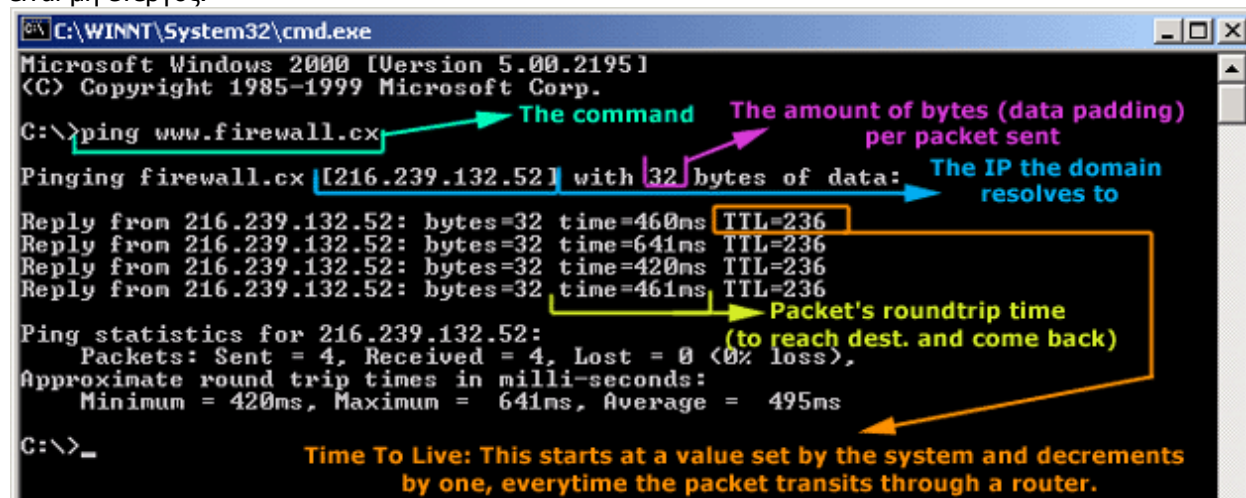 είναι μη ενεργός.
C:\WINNT\System32\cmd.exe
Microsoft Windows 2000 [Version 5.00.2195]
(C) Copyright 1985-1999 Microsoft Corp.
The command
The amount of bytes (data padding)
per packet sent
C:\>ping www.firewall.cx
Pinging firewall.cx [216.239.132.52] with 32 bytes of data:
The IP the domain
resolves to
Reply from 216.239.132.52: bytes=32 time=460ms TTL=236
Reply from 216.239.132.52: bytes=32 time=641ms TTL=236
Reply from 216.239.132.52: bytes=32 time=420ms TTL=236
Reply from 216.239.132.52: bytes=32 time=461ms TTL=236
Packet's roundtrip time
(to reach dest. and come back)
Ping statistics for 216.239.132.52:
Packets: Sent = 4, Received = 4, Lost = 0 (0% loss),
Approximate round trip times in milli-seconds:
Minimum = 420ms, Maximum = 641ms, Average = 495ms
C:\>_
Time To Live: This starts at a value set by the system and decrements
by one, everytime the packet transits through a router.